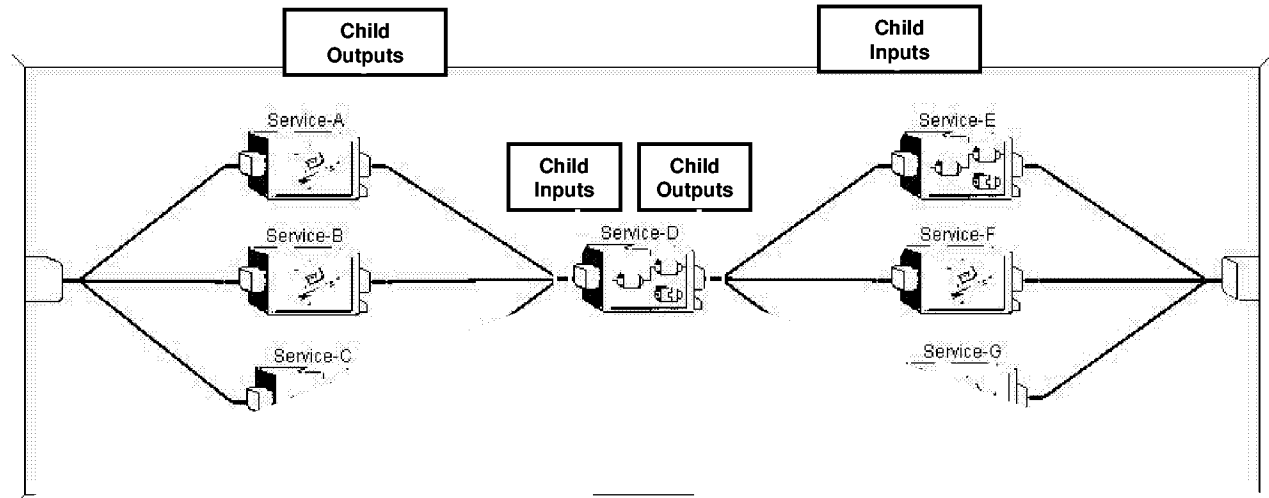 Child
Outputs
Child
Inputs
Service-A
Service-E
Child
Inputs
Child
Outputs
Service-B
Service-D
Service-F
Service-C
Service-G